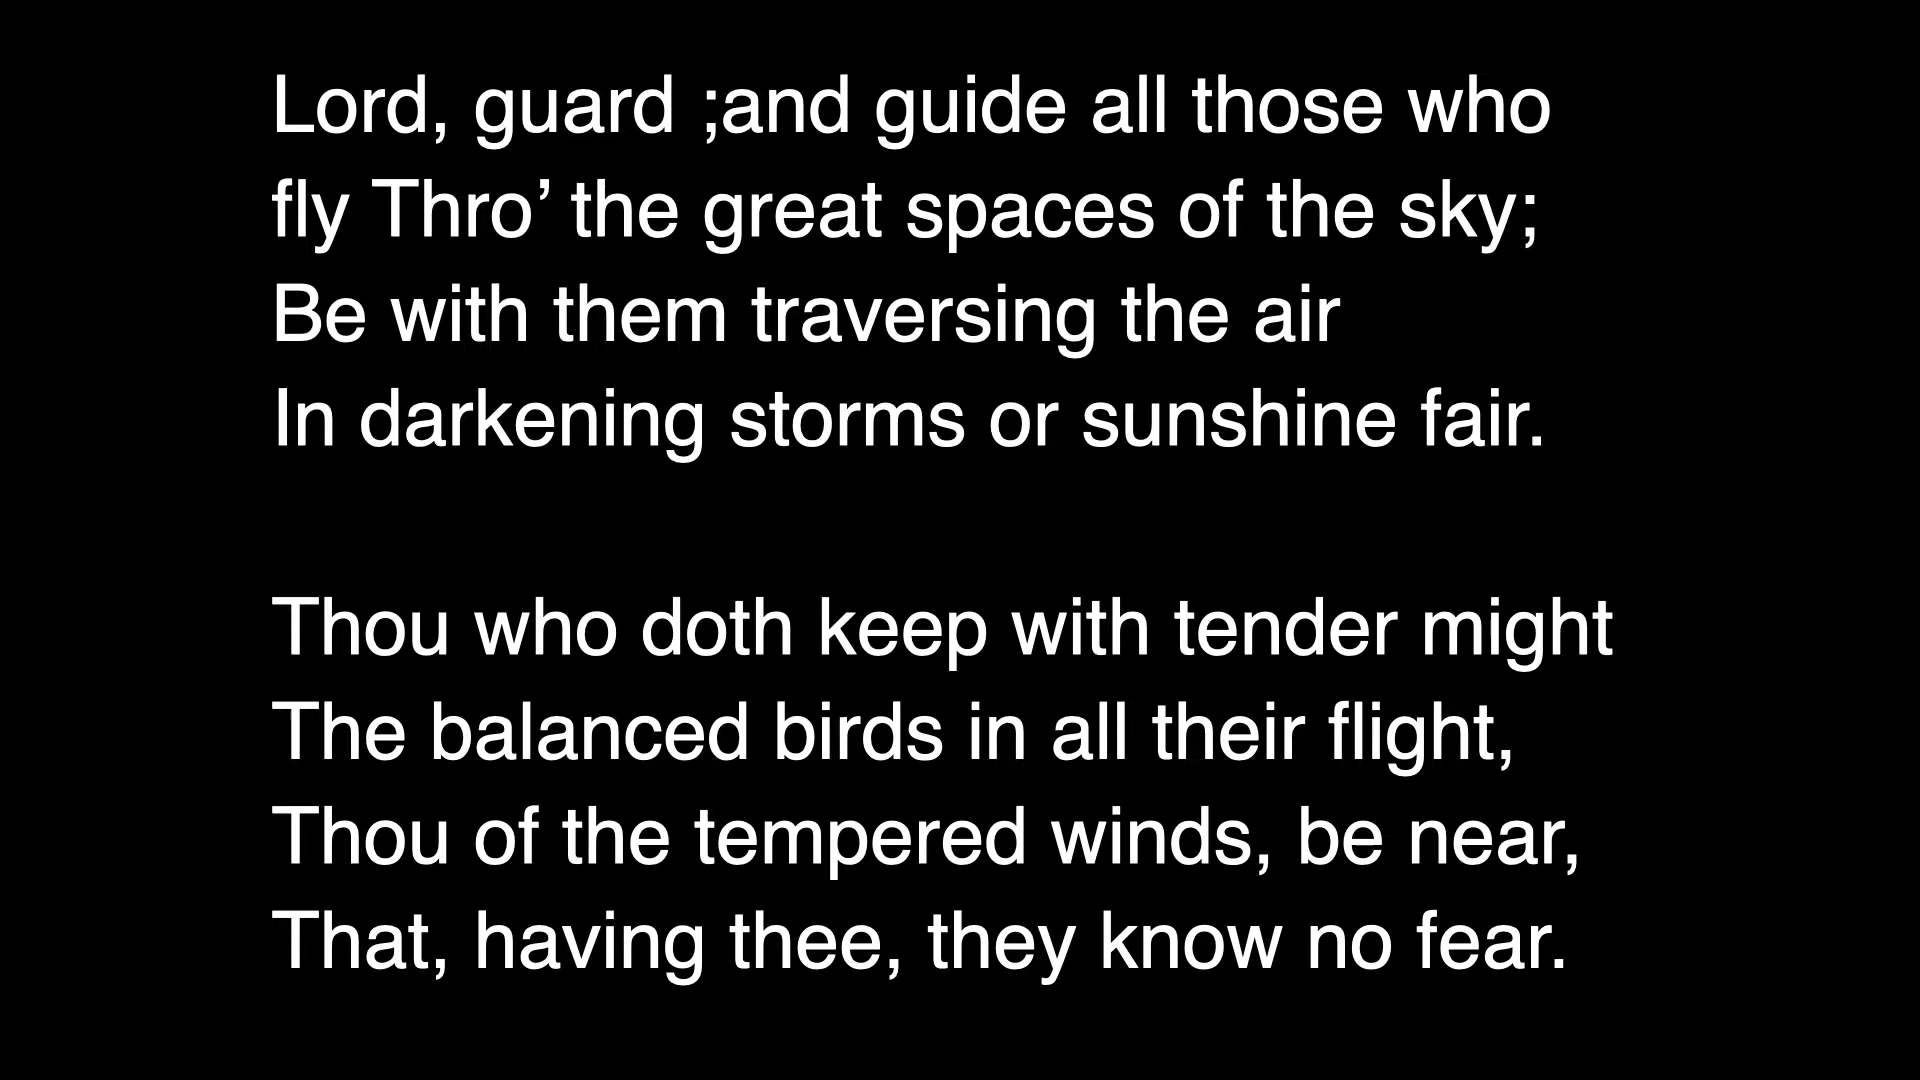 Lord, guard ;and guide all those who
fly Thro’ the great spaces of the sky;
Be with them traversing the air
In darkening storms or sunshine fair.
Thou who doth keep with tender might
The balanced birds in all their flight,
Thou of the tempered winds, be near,
That, having thee, they know no fear.